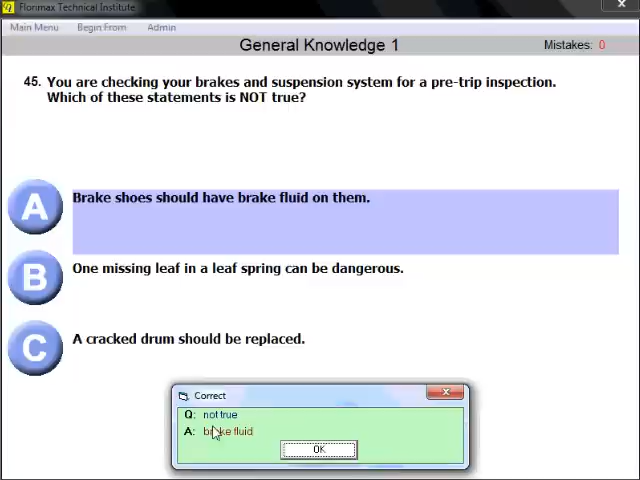 Flonmax Technical Institute
Main Menu Begin From Admin
General Knowledge 1 Mistakes: 0
45. You are checking your brakes and suspension system for a pre-trip inspection.
Which of these statements is NOT true?
A Brake shoes should have brake fluid on them.
B One missing leaf in a leaf spring can be dangerous.
C A cracked drum should be replaced.
Correct
Q: not true
A: brake fluid
OK